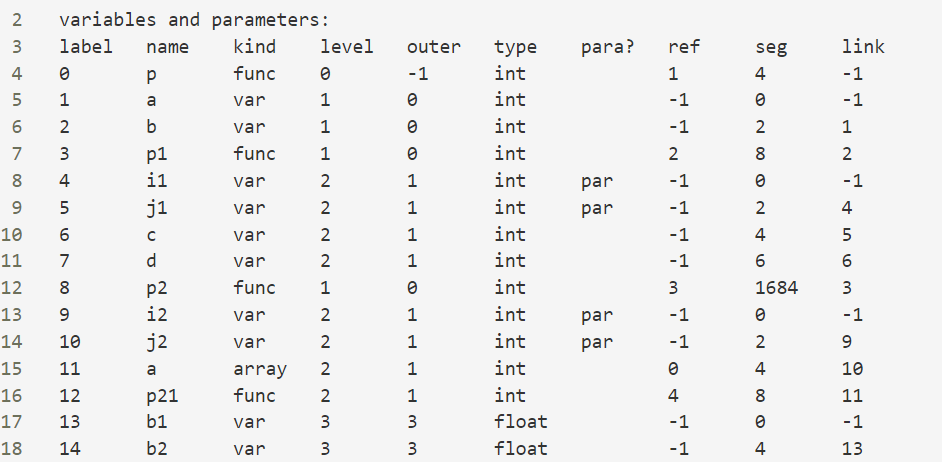 2 variables and parameters:
3 label name kind level outer type para? ref seg link
4 0 p func 0 -1 int 1 4 -1
5 1 a var 1 0 int -1 0 -1
6 2 b var 1 0 int -1 2 1
7 3 p1 func 1 0 int 2 8 2
8 4 i1 var 2 1 int par -1 0 -1
9 5 j1 var 2 1 int par -1 2 4
10 6 c var 2 1 int -1 4 5
11 7 d var 2 1 int -1 6 6
12 8 p2 func 1 0 int 3 1684 3
13 9 i2 var 2 1 int par -1 0 -1
14 10 j2 var 2 1 int par -1 2 9
15 11 a array 2 1 int 0 4 10
16 12 p21 func 2 1 int 4 8 11
17 13 b1 var 3 3 float -1 0 -1
18 14 b2 var 3 3 float -1 4 13